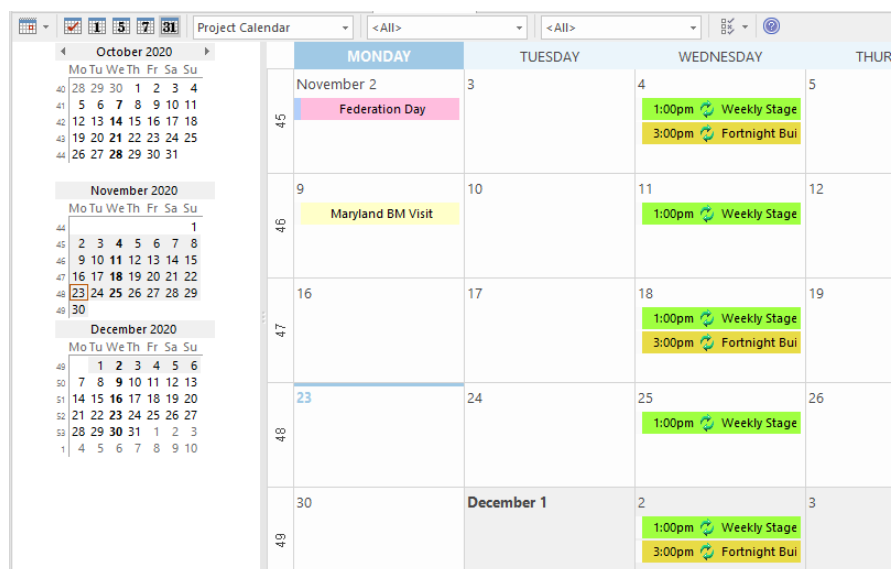 1 5 7 31 Project Calendar <All> <All>
October 2020
Mo Tu We Th Fr Sa Su
40 28 29 30 1 2 3 4
41 5 6 7 8 9 10 11
42 12 13 14 15 16 17 18
43 19 20 21 22 23 24 25
44 26 27 28 29 30 31
November 2020
Mo Tu We Th Fr Sa Su
44 1
45 2 3 4 5 6 7 8
46 9 10 11 12 13 14 15
47 16 17 18 19 20 21 22
48 23 24 25 26 27 28 29
49 30
December 2020
Mo Tu We Th Fr Sa Su
49 1 2 3 4 5 6
50 7 8 9 10 11 12 13
51 14 15 16 17 18 19 20
52 21 22 23 24 25 26 27
53 28 29 30 31 1 2 3
1 4 5 6 7 8 9 10
MONDAY TUESDAY WEDNESDAY THUR
November 2 3 4 5
45
Federation Day 1:00pm Weekly Stage
3:00pm Fortnight Bui
9 10 11 12
46
Maryland BM Visit 1:00pm Weekly Stage
16 17 18 19
47
1:00pm Weekly Stage
3:00pm Fortnight Bui
23 24 25 26
48
1:00pm Weekly Stage
30 December 1 2 3
49
1:00pm Weekly Stage
3:00pm Fortnight Bui